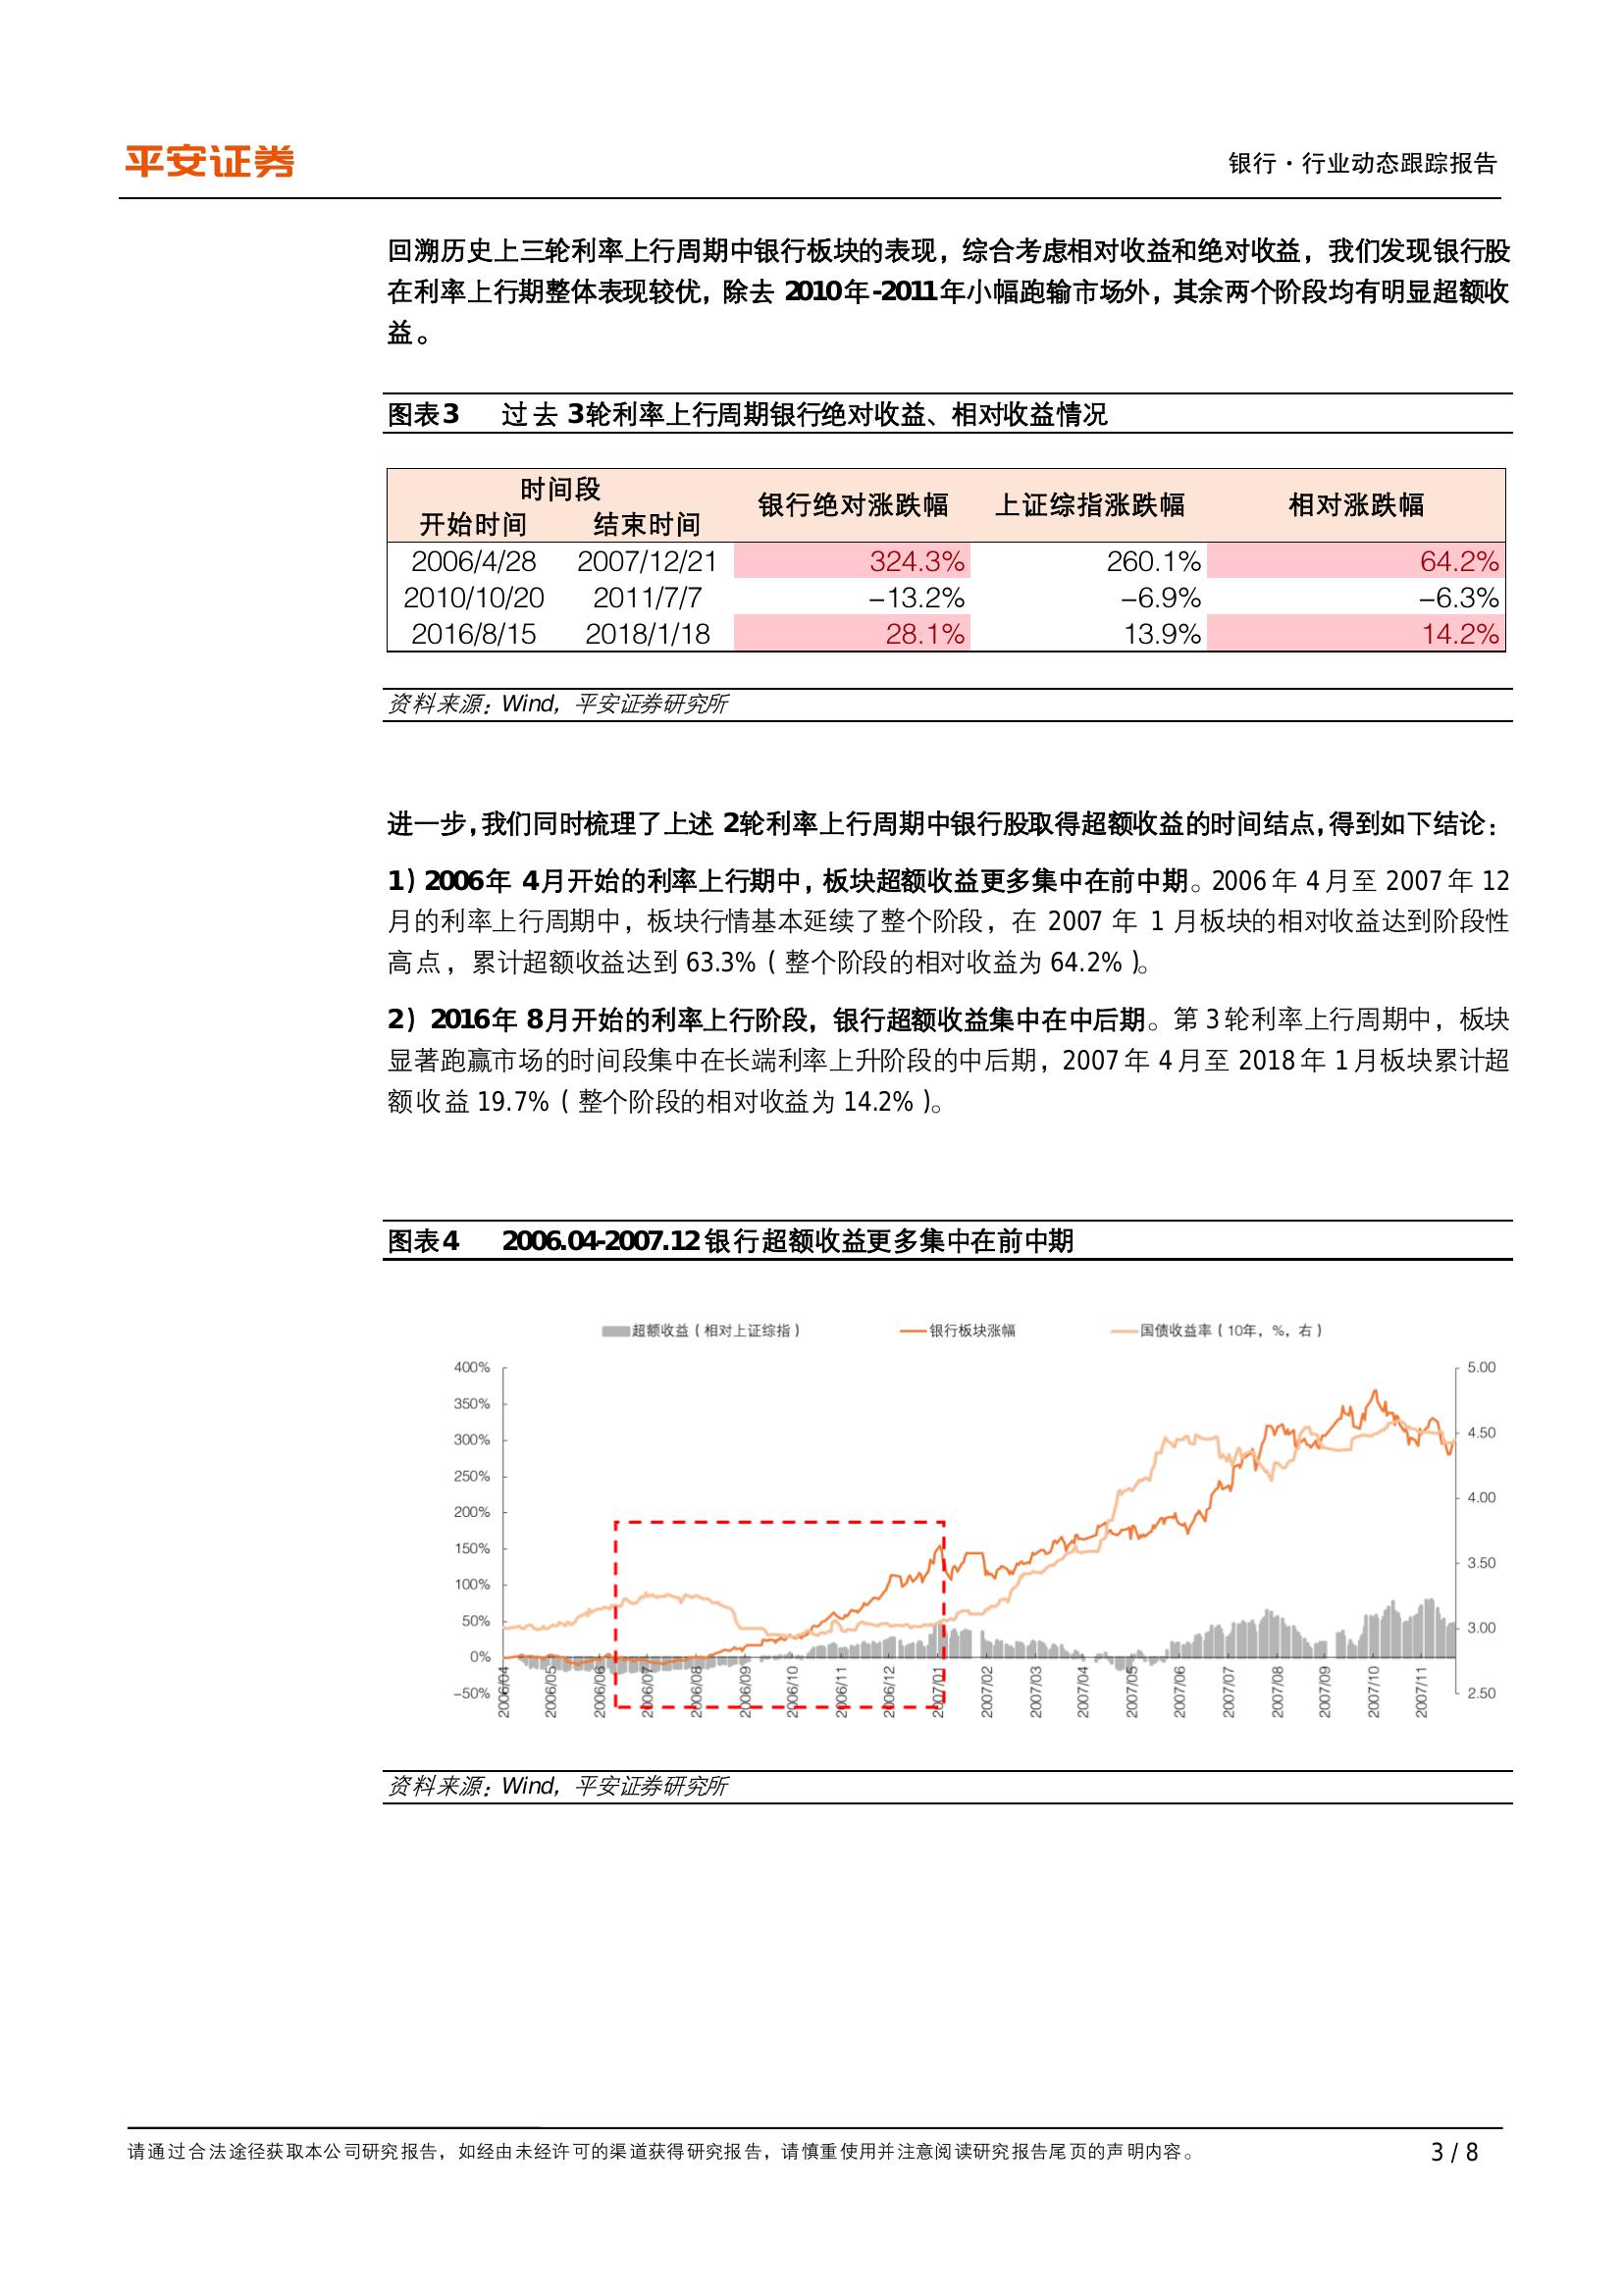 平安证券
银行·行业动态跟踪报告
回溯历史上三轮利率上行周期中银行板块的表现，综合考虑相对收益和绝对收益，我们发现银行股
在利率上行期整体表现较优，除去 2010年-2011年小幅跑输市场外，其余两个阶段均有明显超额收
益。
图表3 过去 3轮利率上行周期银行绝对收益、相对收益情况
时间段
银行绝对涨跌幅 上证综指涨跌幅 相对涨跌幅
开始时间 结束时间
2006/4/28 2007/12/21 324.3% 260.1% 64.2%
2010/10/20 2011/7/7 -13.2% -6.9% -6.3%
2016/8/15 2018/1/18 28.1% 13.9% 14.2%
资料来源：Wind，平安证券研究所
进一步，我们同时梳理了上述 2轮利率上行周期中银行股取得超额收益的时间结点，得到如下结论：
1）2006年 4月开始的利率上行期中，板块超额收益更多集中在前中期。2006 年 4 月至 2007 年 12
月的利率上行周期中，板块行情基本延续了整个阶段，在 2007 年 1 月板块的相对收益达到阶段性
高点，累计超额收益达到 63.3%（整个阶段的相对收益为 64.2%）。
2）2016年 8月开始的利率上行阶段，银行超额收益集中在中后期。第 3 轮利率上行周期中，板块
显著跑赢市场的时间段集中在长端利率上升阶段的中后期，2007 年 4 月至 2018 年 1 月板块累计超
额收益 19.7%（整个阶段的相对收益为 14.2%）。
图表4 2006.04-2007.12 银行超额收益更多集中在前中期
超额收益（相对上证综指） 银行板块涨幅 国债收益率（10年，%，右）
400% 5.00
350%
300% 4.50
250%
200% 4.00
150% 3.50
100%
50% 3.00
0%
-50% 2.50
2006/04 2006/05 2006/06 2006/07 2006/08 2006/09 2006/10 2006/11 2006/12 2007/01 2007/02 2007/03 2007/04 2007/05 2007/06 2007/07 2007/08 2007/09 2007/10 2007/11
资料来源：Wind，平安证券研究所
请通过合法途径获取本公司研究报告，如经由未经许可的渠道获得研究报告，请慎重使用并注意阅读研究报告尾页的声明内容。
3 / 8